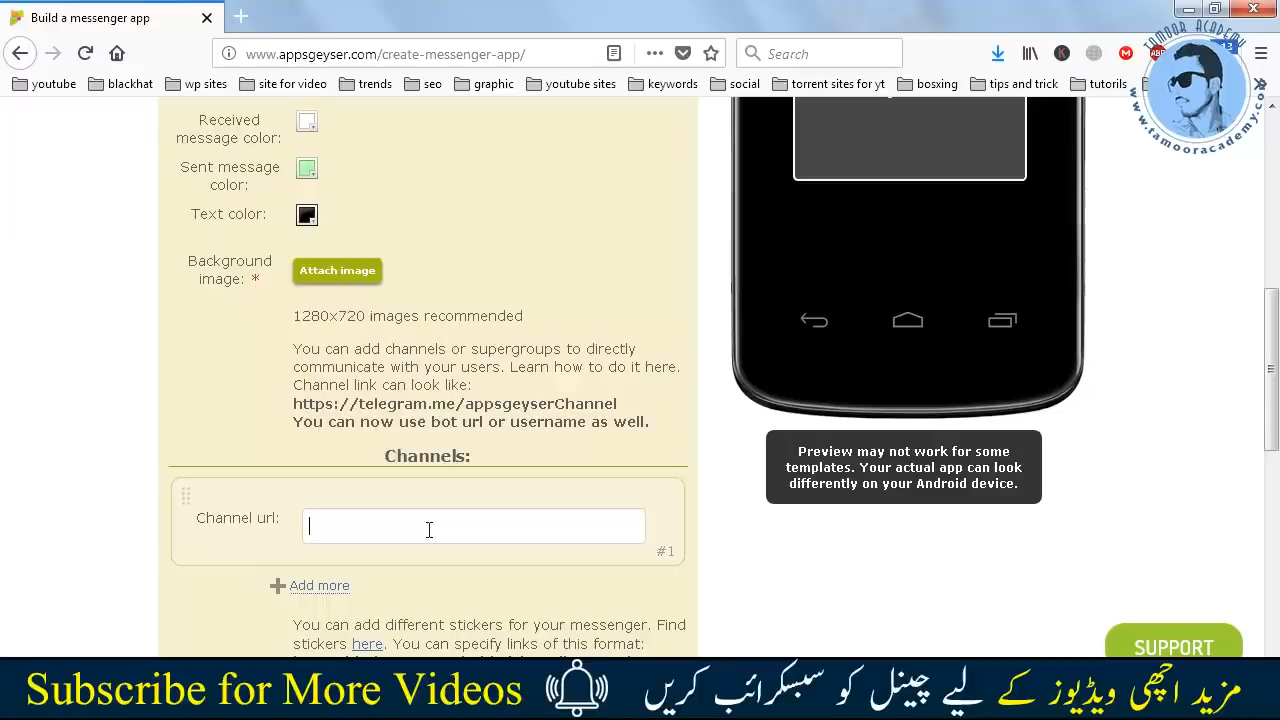 Build a messenger app
www.appsgeyser.com/create-messenger-app/
Search
youtube
blackhat
wp sites
site for video
trends
seo
graphic
youtube sites
keywords
social
torrent sites for yt
bosxing
tips and trick
tutorils
TAMOOR ACADEMY
www.tamooracademy.com
Received
message color:
Sent message
color:
Text color:
Background
image: *
Attach image
1280x720 images recommended
You can add channels or supergroups to directly
communicate with your users. Learn how to do it here.
Channel link can look like:
https://telegram.me/appsgeyserChannel
You can now use bot url or username as well.
Channels:
Channel url:
#1
Add more
You can add different stickers for your messenger. Find
stickers here. You can specify links of this format:
Preview may not work for some
templates. Your actual app can look
differently on your Android device.
SUPPORT
Subscribe for More Videos
مزید اچھی ویڈیوز کے لیے چینل کو سبسکرائب کریں